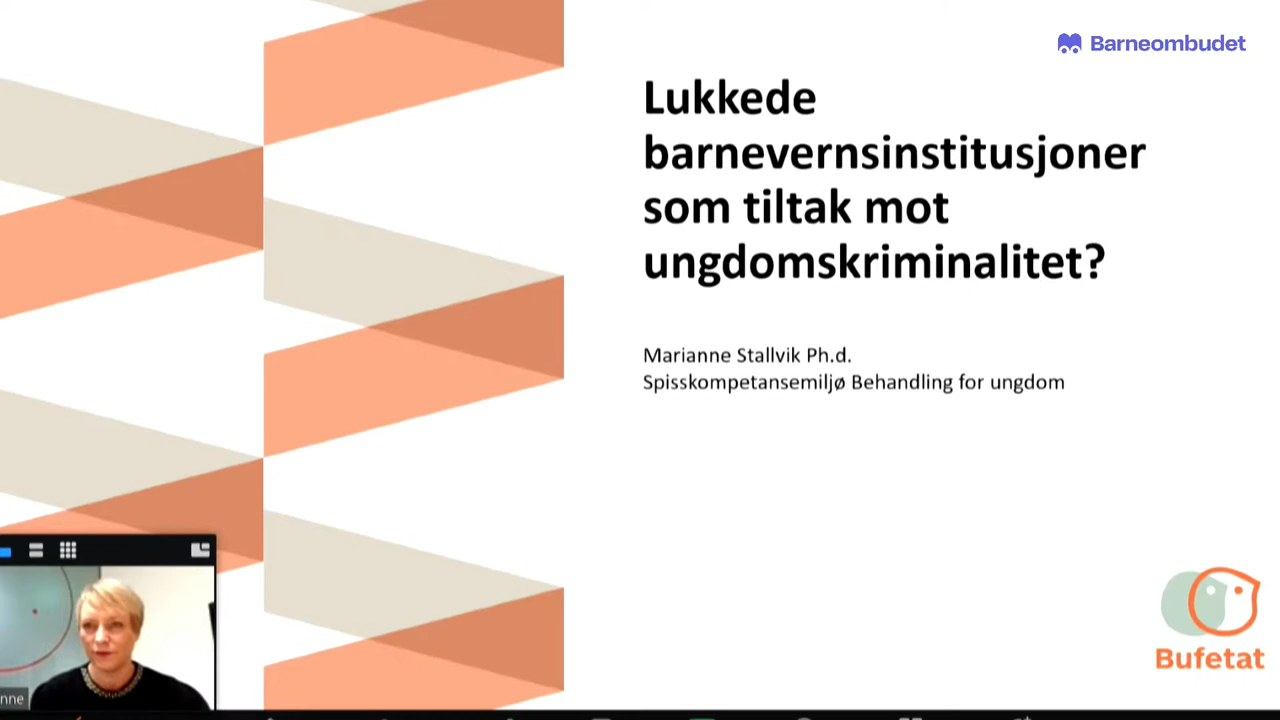 Barneombudet
Lukkede
barnevernsinstitusjoner
som tiltak mot
ungdomskriminalitet?
Marianne Stallvik Ph.d.
Spisskompetansemiljø Behandling for ungdom
Bufetat
nne